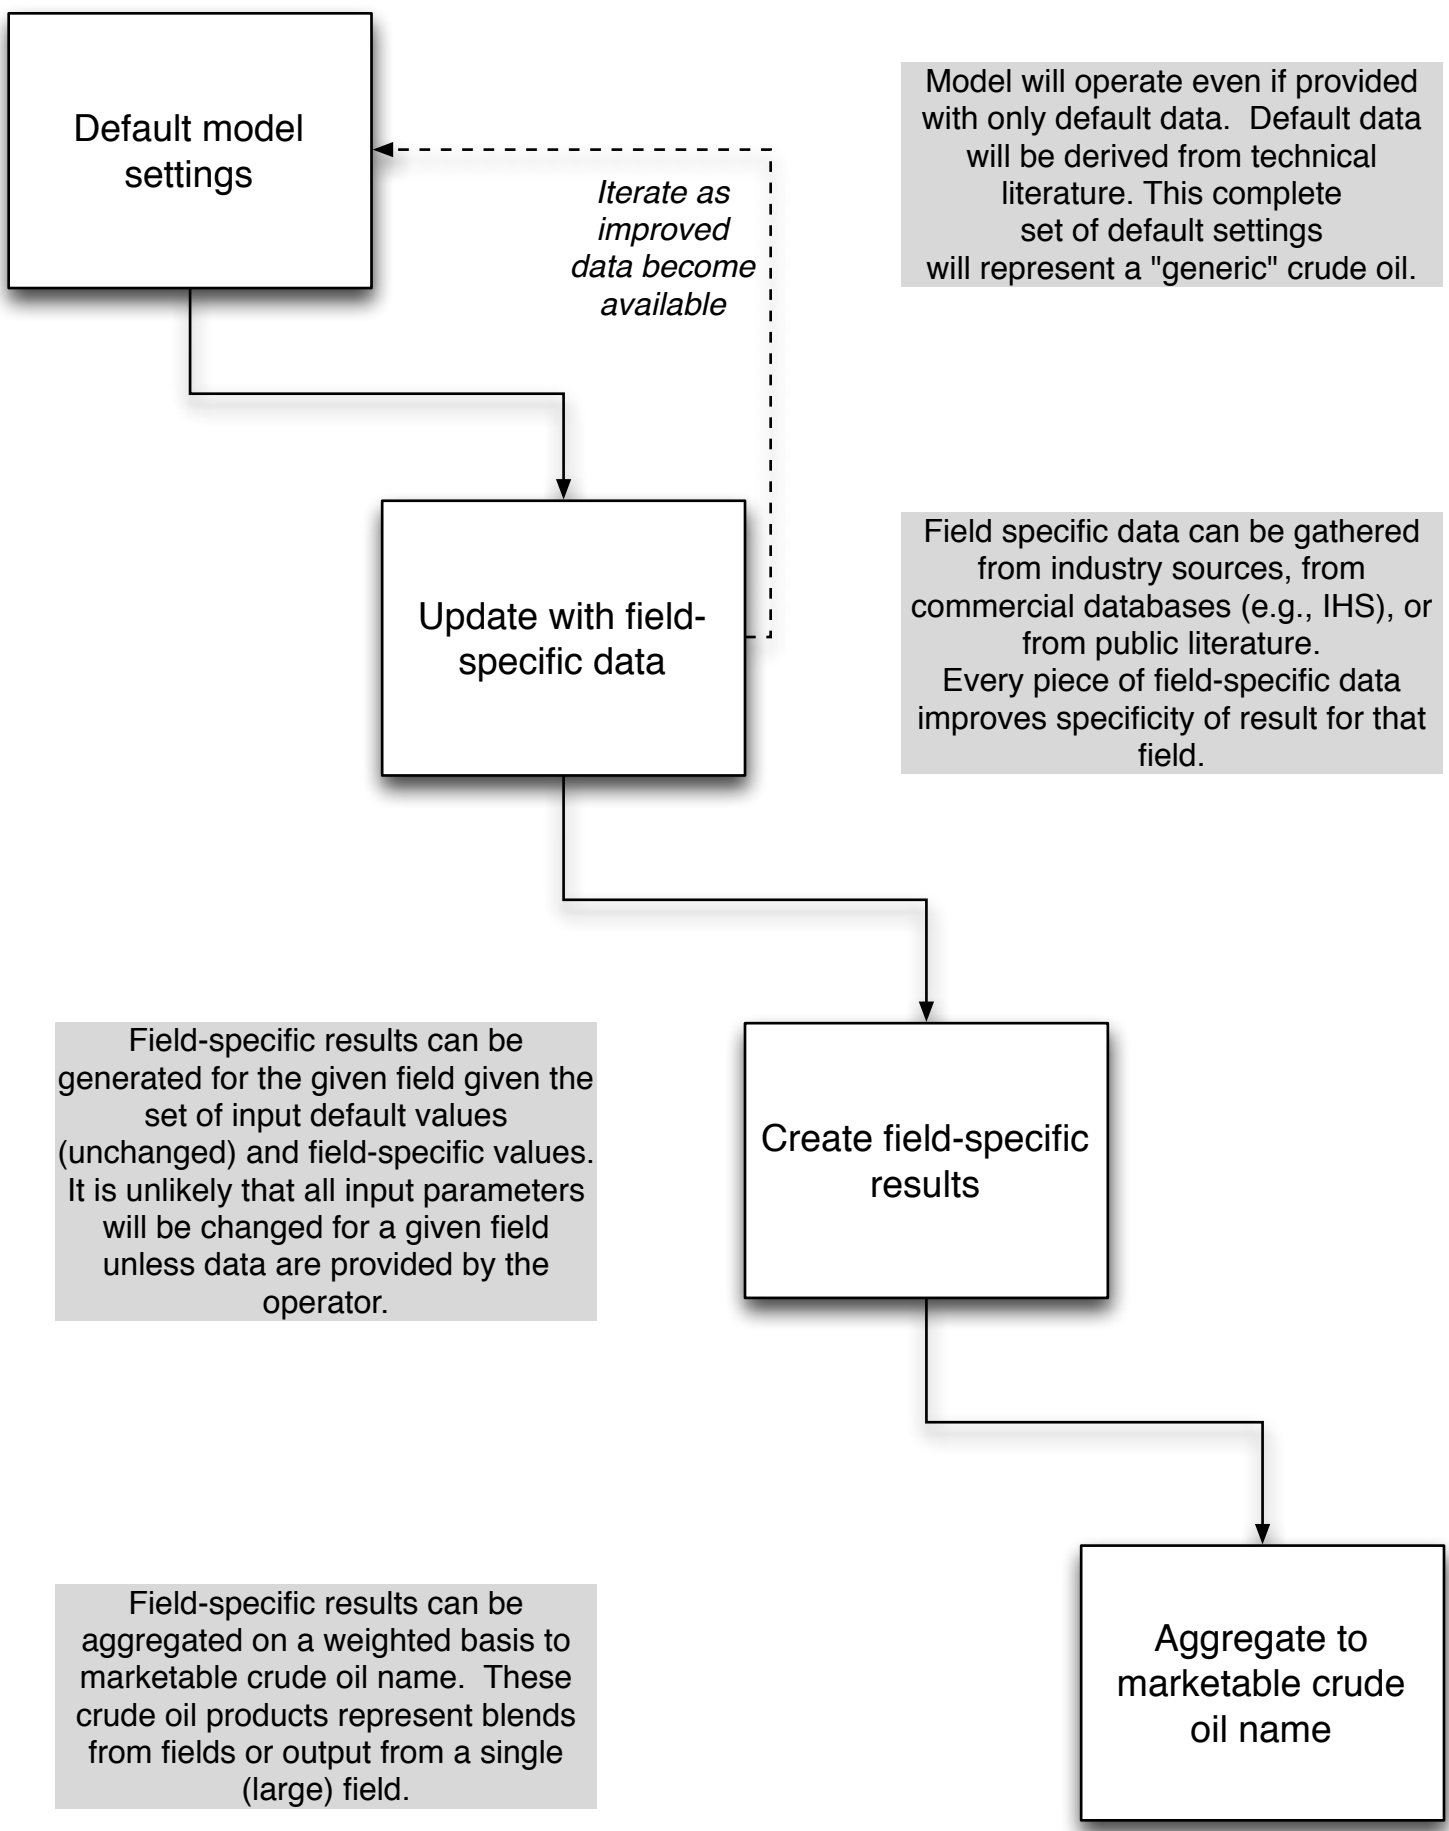 Default model
settings
Iterate as
improved
data become
available
Model will operate even if provided
with only default data.  Default data
will be derived from technical
literature. This complete
set of default settings
will represent a "generic" crude oil.
Update with field-
specific data
Field specific data can be gathered
from industry sources, from
commercial databases (e.g., IHS), or
from public literature.
Every piece of field-specific data
improves specificity of result for that
field.
Field-specific results can be
generated for the given field given the
set of input default values
(unchanged) and field-specific values.
It is unlikely that all input parameters
will be changed for a given field
unless data are provided by the
operator.
Create field-specific
results
Field-specific results can be
aggregated on a weighted basis to
marketable crude oil name.  These
crude oil products represent blends
from fields or output from a single
(large) field.
Aggregate to
marketable crude
oil name